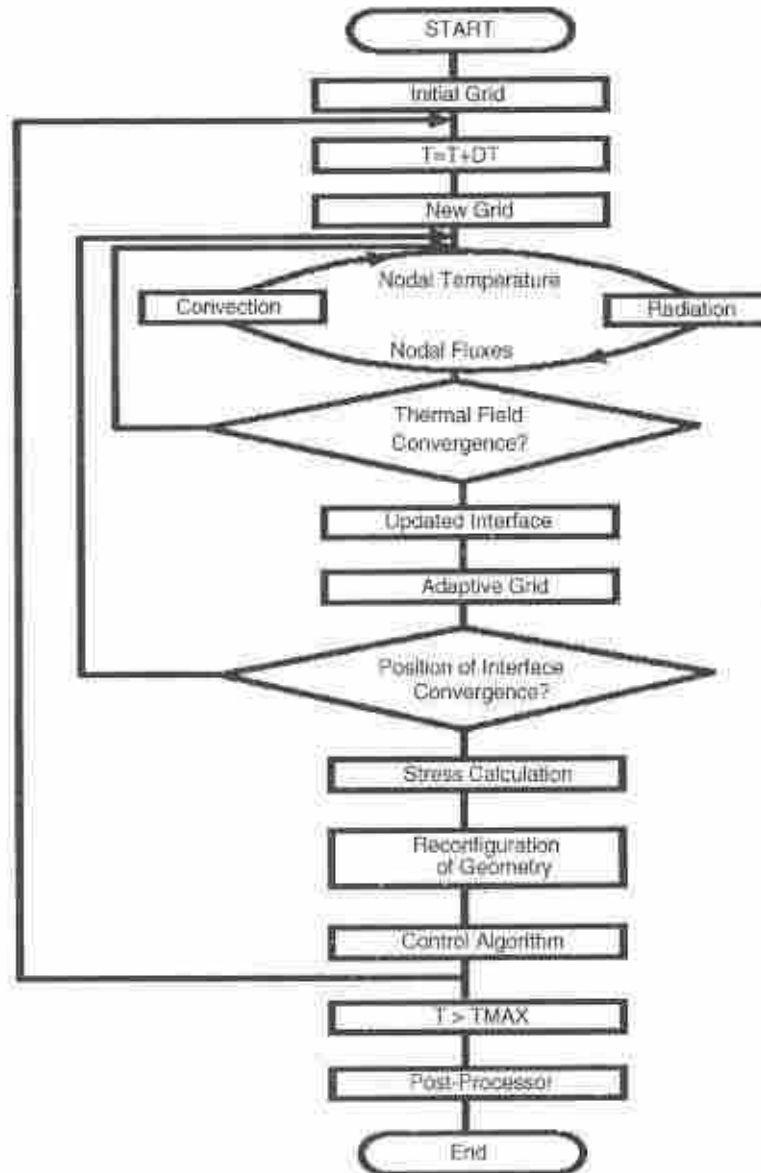 START
Initial Grid
T=T+DT
New Grid
Nodal Temperature
Convection
Radiation
Nodal Fluxes
Thermal Field
Convergence?
Updated Interface
Adaptive Grid
Position of Interface
Convergence?
Stress Calculation
Reconfiguration
of Geometry
Control Algorithm
T > TMAX
Post-Processor
End